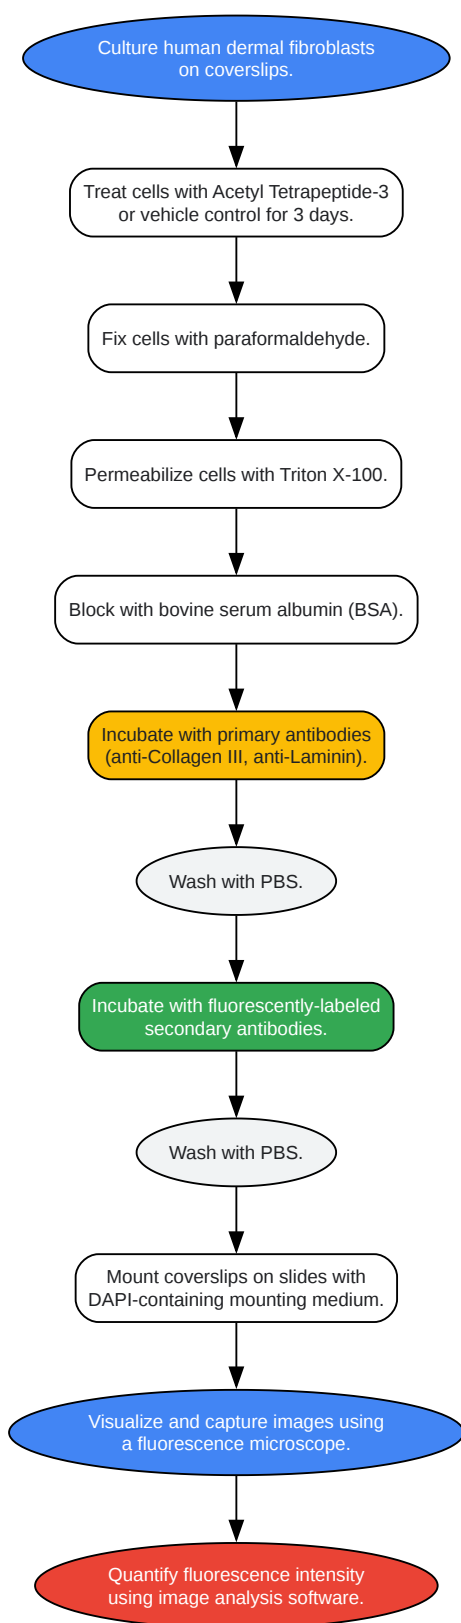 Culture human dermal fibroblasts
on coverslips.
Treat cells with Acetyl Tetrapeptide-3
or vehicle control for 3 days.
Fix cells with paraformaldehyde.
Permeabilize cells with Triton X-100.
Block with bovine serum albumin (BSA).
Incubate with primary antibodies
(anti-Collagen III, anti-Laminin).
Wash with PBS.
Incubate with fluorescently-labeled
secondary antibodies.
Wash with PBS.
Mount coverslips on slides with
DAPI-containing mounting medium.
Visualize and capture images using
a fluorescence microscope.
Quantify fluorescence intensity
using image analysis software.